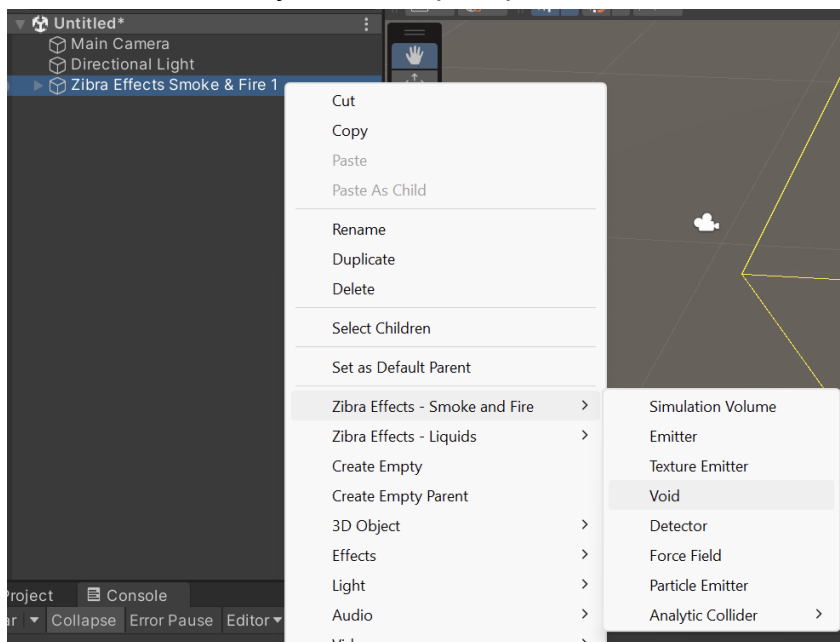 Untitled*
Main Camera
Directional Light
Zibra Effects Smoke & Fire 1
Cut
Copy
Paste
Paste As Child
Rename
Duplicate
Delete
Select Children
Set as Default Parent
Zibra Effects - Smoke and Fire
Zibra Effects - Liquids
Create Empty
Create Empty Parent
3D Object
Effects
Light
Audio
Simulation Volume
Emitter
Texture Emitter
Void
Detector
Force Field
Particle Emitter
Analytic Collider
Project
Console
Collapse
Error Pause
Editor